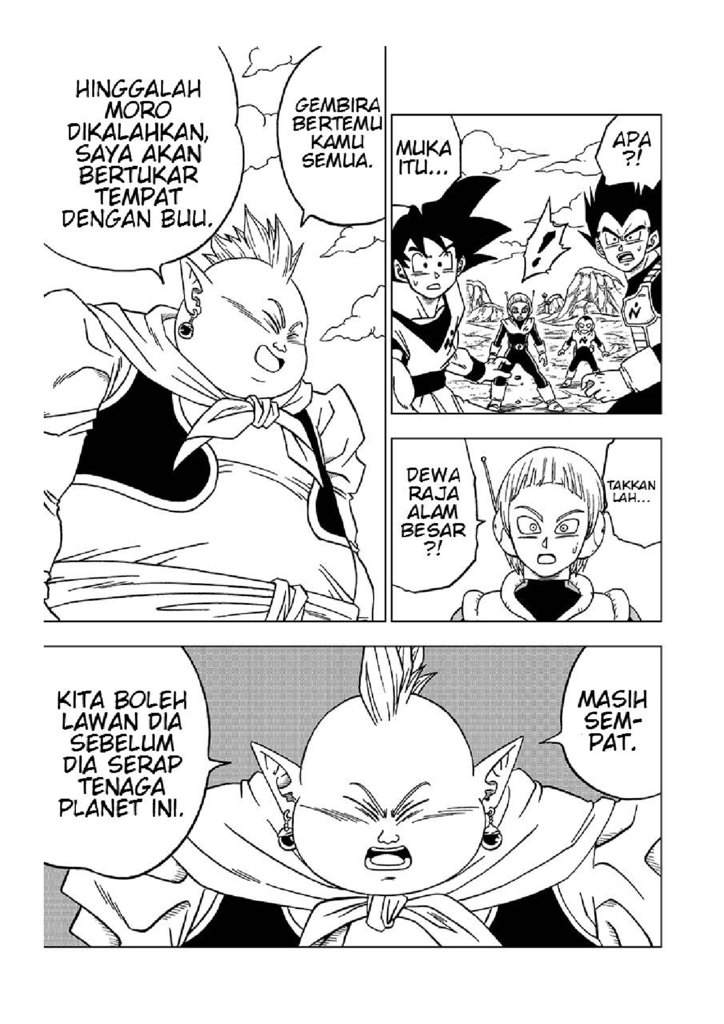 APA
?!
MUKA
ITU...
TAKKAN
LAH...
DEWA
RAJA
ALAM
BESAR
?!
GEMBIRA
BERTEMU
KAMU
SEMUA.
HINGGALAH
MORO
DIKALAHKAN,
SAYA AKAN
BERTUKAR
TEMPAT
DENGAN BUU.
MASIH
SEM-
PAT.
KITA BOLEH
LAWAN DIA
SEBELUM
DIA SERAP
TENAGA
PLANET INI.